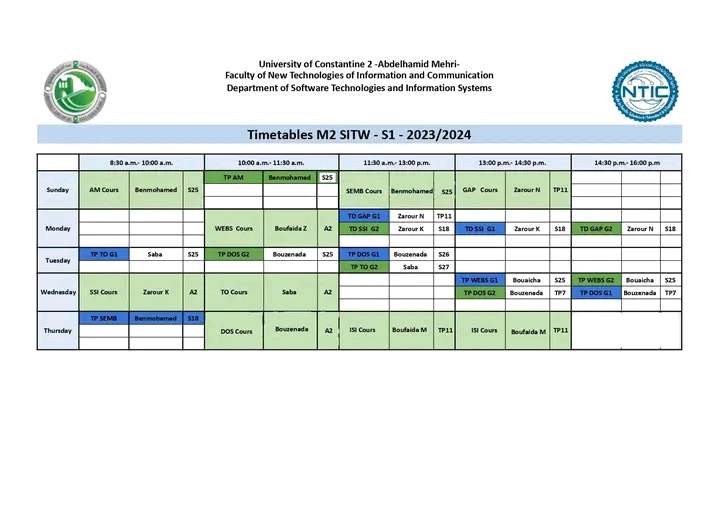 University of Constantine 2 -Abdelhamid Mehri-
Faculty of New Technologies of Information and Communication
Department of Software Technologies and Information Systems
NTIC
Timetables M2 SITW - S1 - 2023/2024
8:30 a.m.- 10:00 a.m. 10:00 a.m.- 11:30 a.m. 11:30 a.m.- 13:00 p.m. 13:00 p.m.- 14:30 p.m. 14:30 p.m.- 16:00 p.m
TP AM Benmohamed S25
Sunday AM Cours Benmohamed S25 SEMB Cours Benmohamed S25 GAP Cours Zarour N TP11
TD GAP G1 Zarour N TP11
Monday WEBS Cours Boufaida Z A2 TD SSI G2 Zarour K S18 TD SSI G1 Zarour K S18 TD GAP G2 Zarour N S18
Tuesday TP TO G1 Saba S25 TP DOS G2 Bouzenada S25 TP DOS G1 Bouzenada S26
TP TO G2 Saba S27
TP WEBS G1 Bouaicha S25 TP WEBS G2 Bouaicha S25
Wednesday SSI Cours Zarour K A2 TO Cours Saba A2 TP DOS G2 Bouzenada TP7 TP DOS G1 Bouzenada TP7
TP SEMB Benmohamed S18
Thursday DOS Cours Bouzenada A2 ISI Cours Boufaida M TP11 ISI Cours Boufaida M TP11